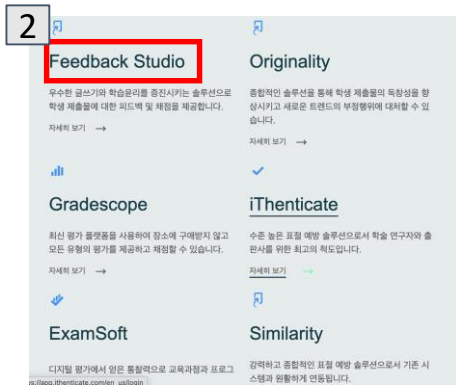 2
Feedback Studio
우수한 글쓰기와 학습윤리를 증진시키는 솔루션으로
학생 제출물에 대한 피드백 및 채점을 제공합니다.
자세히 보기 →
Originality
종합적인 솔루션을 통해 학생 제출물의 독창성을 향
상시키고 새로운 트렌드의 부정행위에 대처할 수 있
습니다.
자세히 보기 →
Gradescope
최신 평가 플랫폼을 사용하여 장소에 구애받지 않고
모든 유형의 평가를 제공하고 채점할 수 있습니다.
자세히 보기 →
iThenticate
수준 높은 표절 예방 솔루션으로서 학술 연구자와 출
판사를 위한 최고의 척도입니다.
자세히 보기 →
ExamSoft
디지털 평가에서 얻은 통찰력으로 교육과정과 프로그
Similarity
강력하고 종합적인 표절 예방 솔루션으로서 기존 시
스템과 원활하게 연동됩니다.
ps://app.ithenticate.com/en_us/login